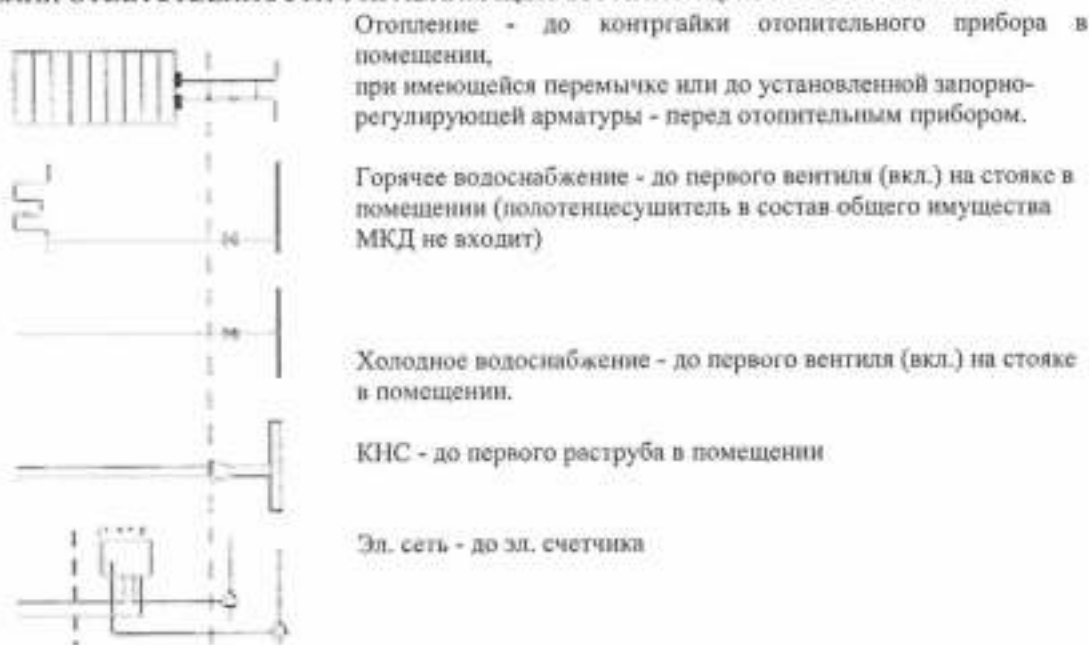 Отопление - до контргайки отопительного прибора в
помещении,
при имеющейся перемычке или до установленной запорно-
регулирующей арматуры - перед отопительным прибором.
Горячее водоснабжение - до первого вентиля (вкл.) на стояке в
помещении (полотенцесушитель в состав общего имущества
МКД не входит)
Холодное водоснабжение - до первого вентиля (вкл.) на стояке
в помещении.
КНС - до первого раструба в помещении
Эл. сеть - до эл. счетчика